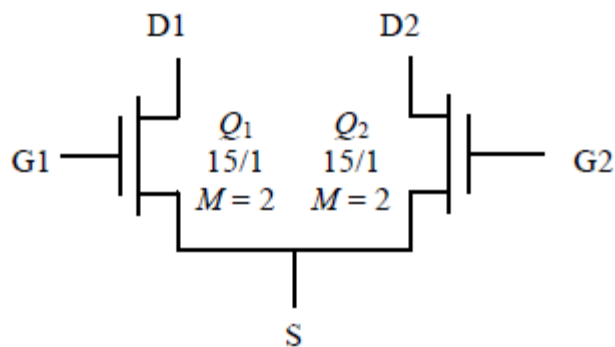 D1 D2
G1 Q₁ Q₂ G2
15/1 15/1
M = 2 M = 2
S